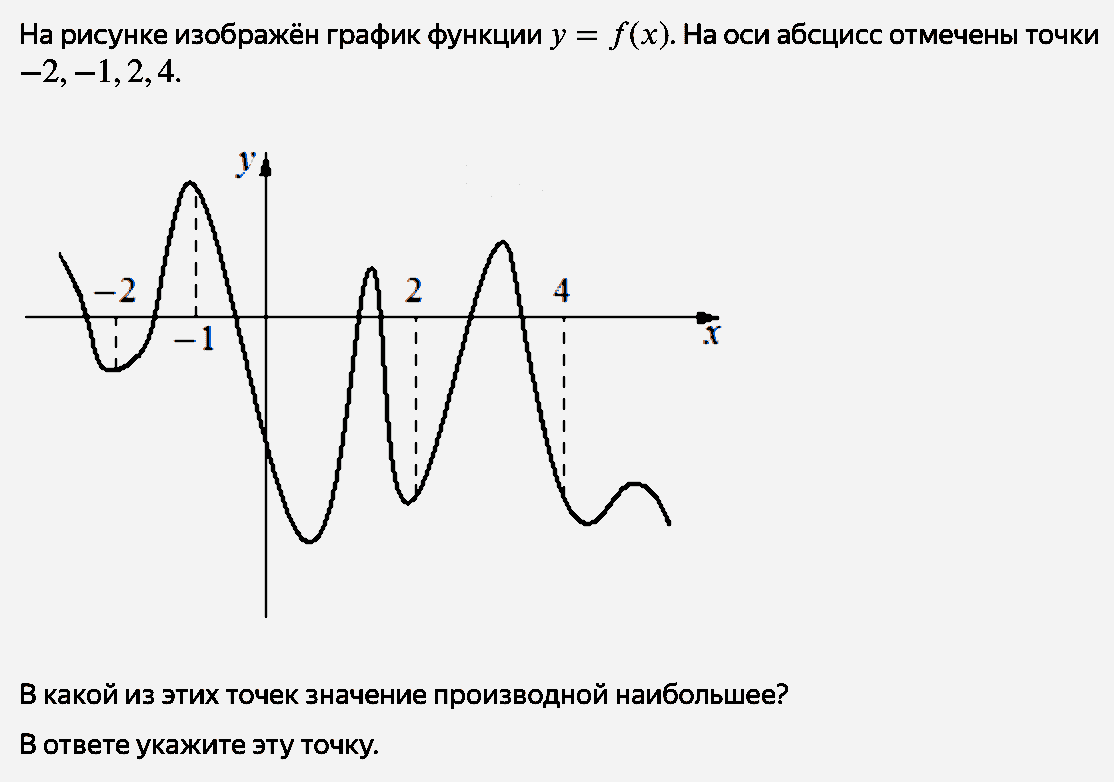 На рисунке изображён график функции y = f(x). На оси абсцисс отмечены точки
−2, −1, 2, 4.
y
−2
2
4
−1
x
В какой из этих точек значение производной наибольшее?
В ответе укажите эту точку.